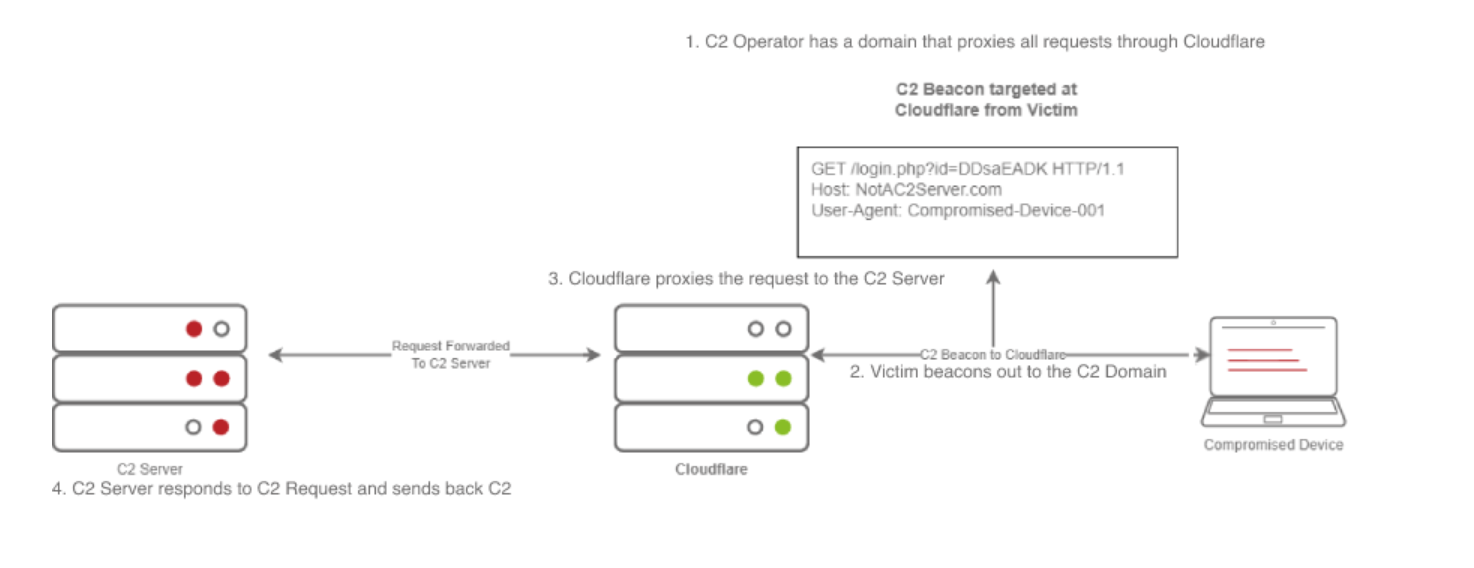 1. C2 Operator has a domain that proxies all requests through Cloudflare
C2 Beacon targeted at
Cloudflare from Victim
GET /login.php?id=DDsaEADK HTTP/1.1
Host: NotAC2Server.com
User-Agent: Compromised-Device-001
3. Cloudflare proxies the request to the C2 Server
Request Forwarded
To C2 Server
C2 Beacon to Cloudflare
2. Victim beacons out to the C2 Domain
Compromised Device
C2 Server
Cloudflare
4. C2 Server responds to C2 Request and sends back C2